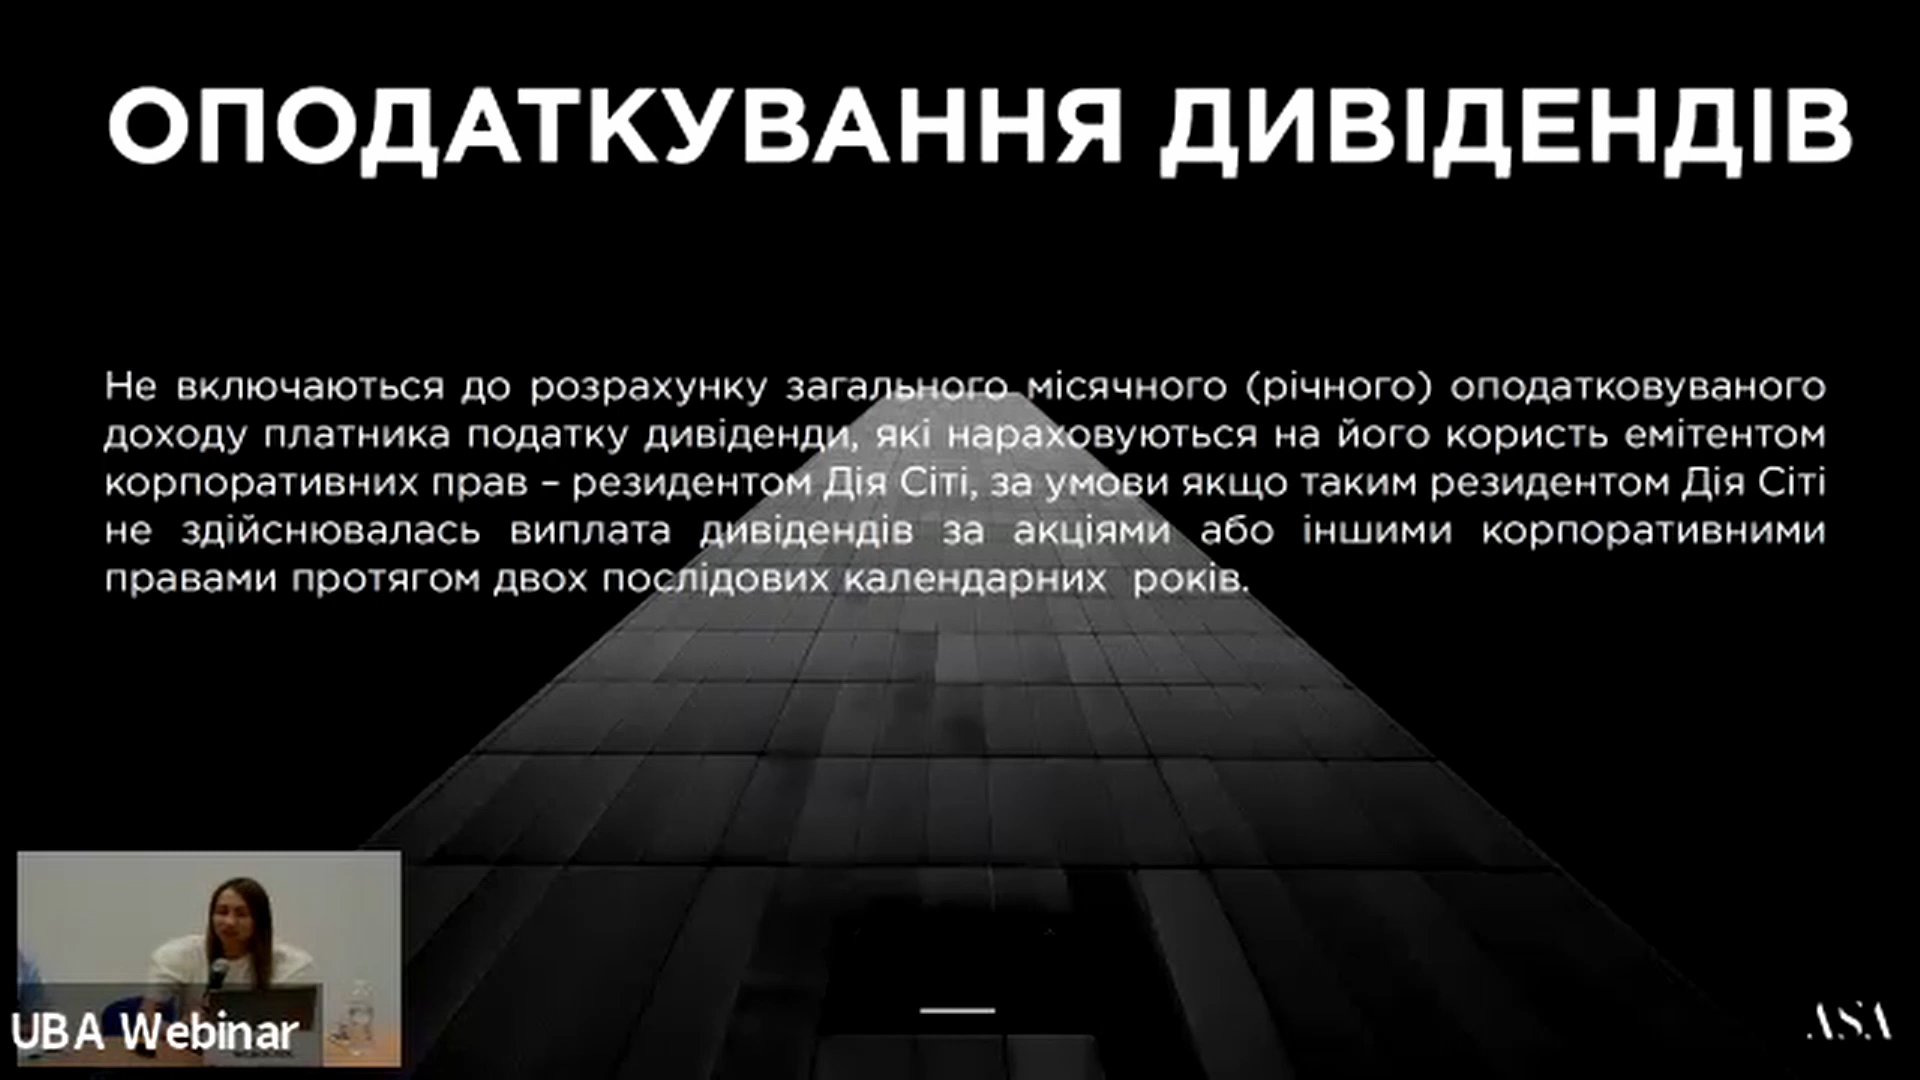 ОПОДАТКУВАННЯ ДИВІДЕНДІВ
Не включаються до розрахунку загального місячного (річного) оподатковуваного
доходу платника податку дивіденди, які нараховуються на його користь емітентом
корпоративних прав – резидентом Дія Сіті, за умови якщо таким резидентом Дія Сіті
не здійснювалась виплата дивідендів за акціями або іншими корпоративними
правами протягом двох послідових календарних років.
UBA Webinar
ASA